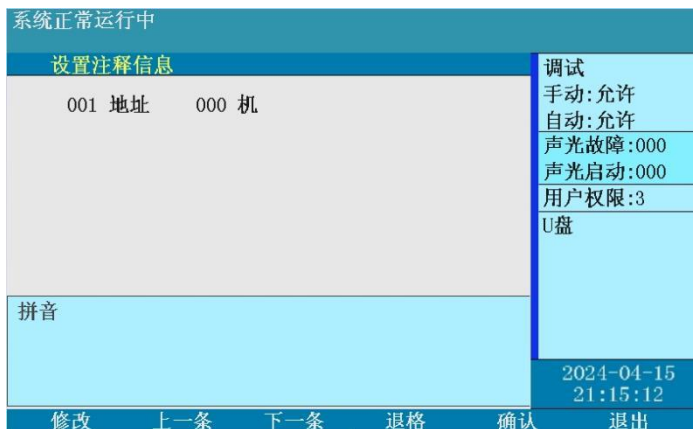 系统正常运行中
设置注释信息
001 地址 000 机
拼音
调试
手动:允许
自动:允许
声光故障:000
声光启动:000
用户权限:3
U盘
2024-04-15
21:15:12
修改 上一条 下一条 退格 确认 退出